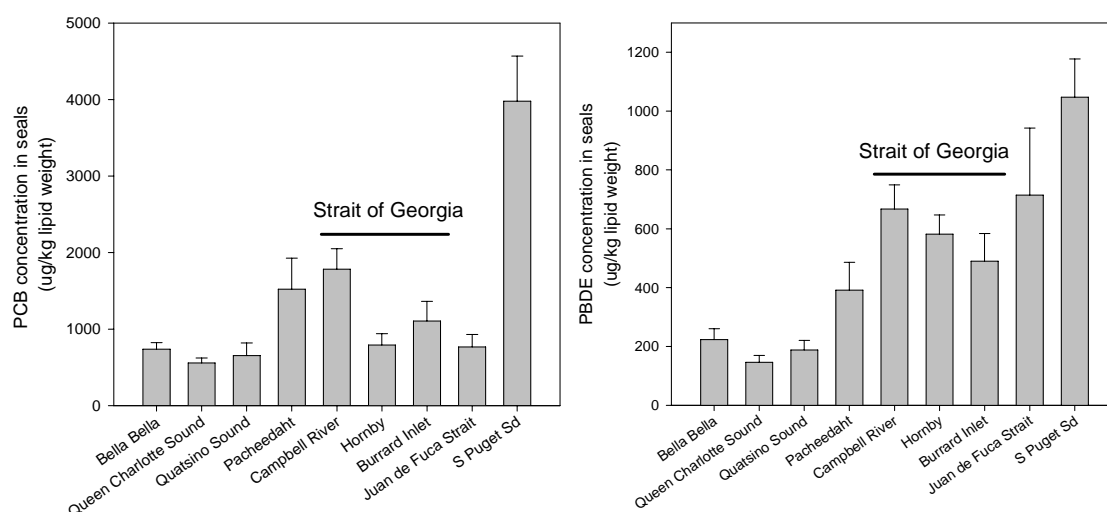 PCB concentration in seals
(ug/kg lipid weight)
5000
4000
3000
2000
1000
0
Strait of Georgia
Bella Bella
Queen Charlotte Sound
Quatsino Sound
Pacheedaht
Campbell River
Hornby
Burrard Inlet
Juan de Fuca Strait
S Puget Sd
PBDE concentration in seals
(ug/kg lipid weight)
1200
1000
800
600
400
200
0
Strait of Georgia
Bella Bella
Queen Charlotte Sound
Quatsino Sound
Pacheedaht
Campbell River
Hornby
Burrard Inlet
Juan de Fuca Strait
S Puget Sd